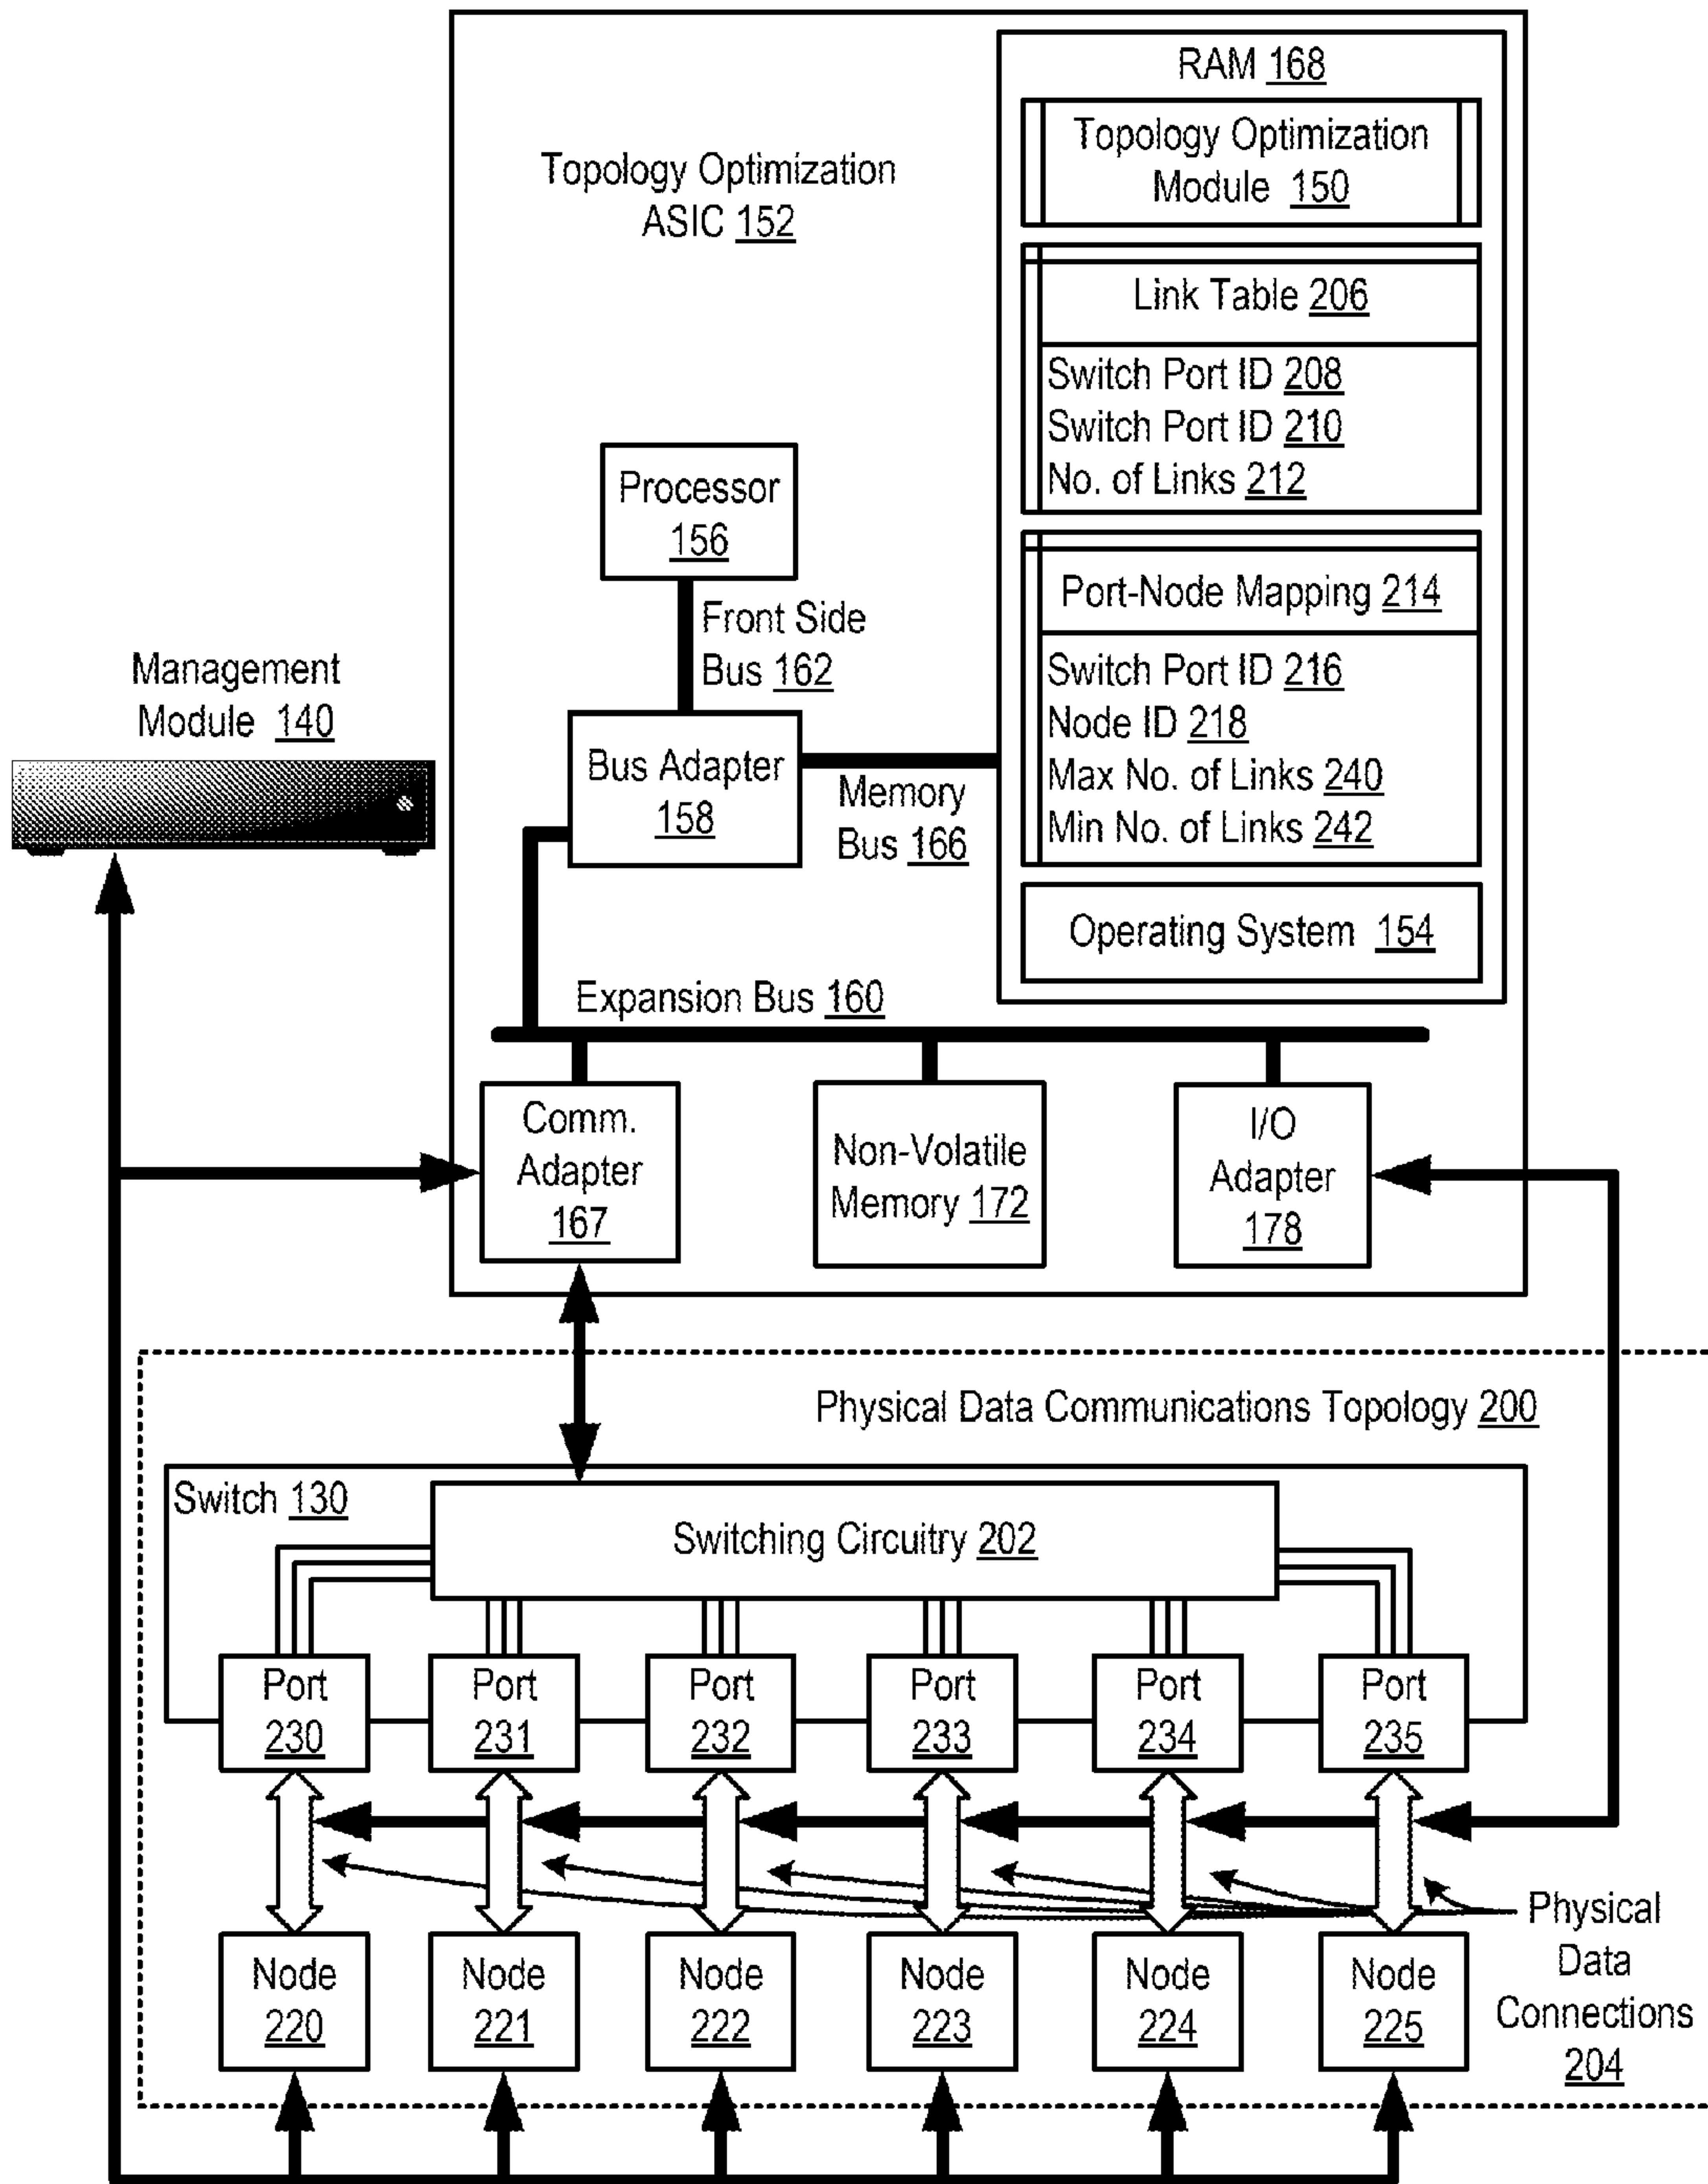 RAM 168
Topology Optimization
Module 150
Topology Optimization
ASIC 152
Link Table 206
Switch Port ID 208
Switch Port ID 210
No. of Links 212
Processor
156
Port-Node Mapping 214
Front Side
Bus 162
Switch Port ID 216
Node ID 218
Max No. of Links 240
Min No. of Links 242
Management
Module 140
Bus Adapter
158
Memory
Bus 166
Operating System 154
Expansion Bus 160
Comm.
Adapter
167
Non-Volatile
Memory 172
I/O
Adapter
178
Physical Data Communications Topology 200
Switch 130
Switching Circuitry 202
Port
230
Port
231
Port
232
Port
233
Port
234
Port
235
Node
220
Node
221
Node
222
Node
223
Node
224
Node
225
Physical
Data
Connections
204